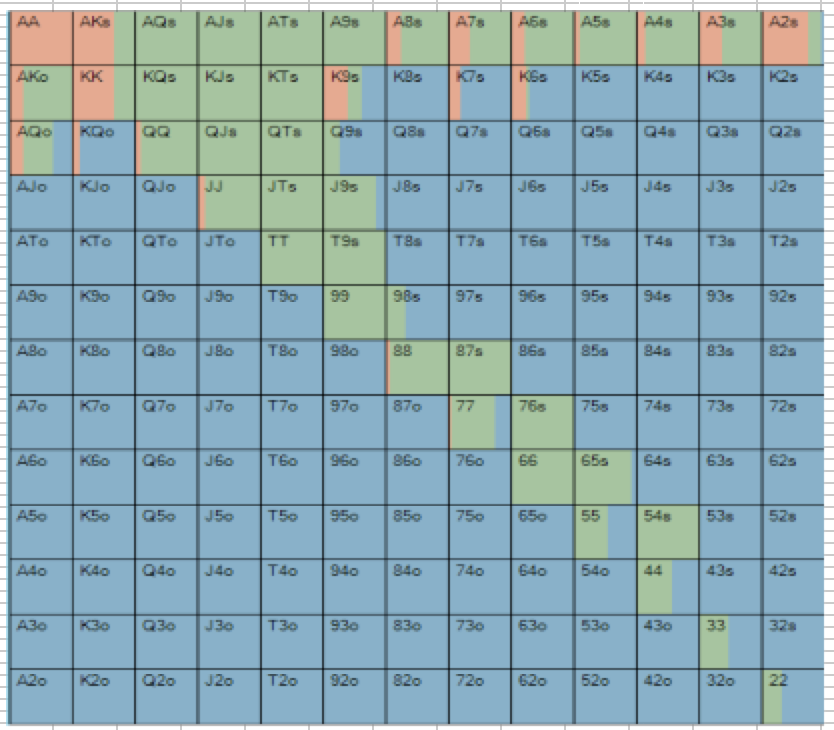 AA AKs AQs AJs ATs A9s A8s A7s A6s A5s A4s A3s A2s
AKo KK KQs KJs KTs K9s K8s K7s K6s K5s K4s K3s K2s
AQo KQo QQ QJs QTs Q9s Q8s Q7s Q6s Q5s Q4s Q3s Q2s
AJo KJo QJo JJ JTs J9s J8s J7s J6s J5s J4s J3s J2s
ATo KTo QTo JTo TT T9s T8s T7s T6s T5s T4s T3s T2s
A9o K9o Q9o J9o T9o 99 98s 97s 96s 95s 94s 93s 92s
A8o K8o Q8o J8o T8o 98o 88 87s 86s 85s 84s 83s 82s
A7o K7o Q7o J7o T7o 97o 87o 77 76s 75s 74s 73s 72s
A6o K6o Q6o J6o T6o 96o 86o 76o 66 65s 64s 63s 62s
A5o K5o Q5o J5o T5o 95o 85o 75o 65o 55 54s 53s 52s
A4o K4o Q4o J4o T4o 94o 84o 74o 64o 54o 44 43s 42s
A3o K3o Q3o J3o T3o 93o 83o 73o 63o 53o 43o 33 32s
A2o K2o Q2o J2o T2o 92o 82o 72o 62o 52o 42o 32o 22